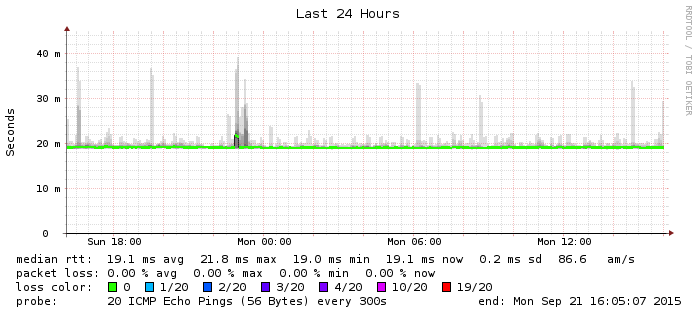 Last 24 Hours
RRDTOOL / TOBI OETIKER
Seconds
40 m
30 m
20 m
10 m
0
Sun 18:00 Mon 00:00 Mon 06:00 Mon 12:00
median rtt: 19.1 ms avg 21.8 ms max 19.0 ms min 19.1 ms now 0.2 ms sd 86.6 am/s
packet loss: 0.00 % avg 0.00 % max 0.00 % min 0.00 % now
loss color: 0 1/20 2/20 3/20 4/20 10/20 19/20
probe: 20 ICMP Echo Pings (56 Bytes) every 300s end: Mon Sep 21 16:05:07 2015